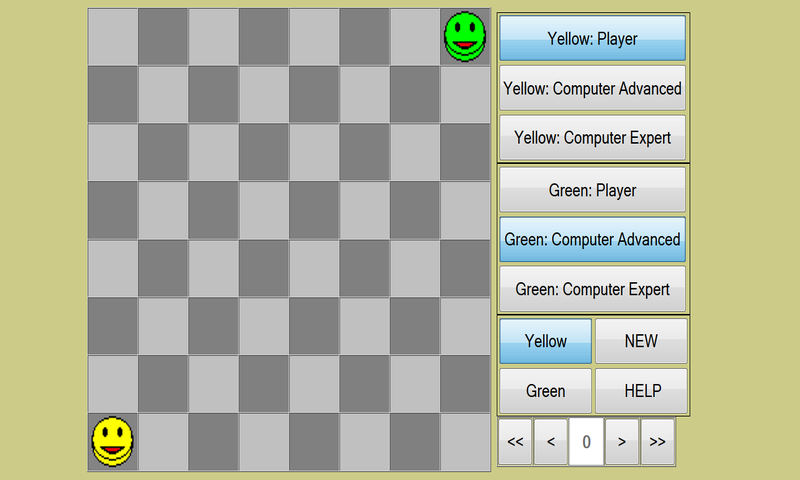 Yellow: Player
Yellow: Computer Advanced
Yellow: Computer Expert
Green: Player
Green: Computer Advanced
Green: Computer Expert
Yellow NEW
Green HELP
<< < 0 > >>